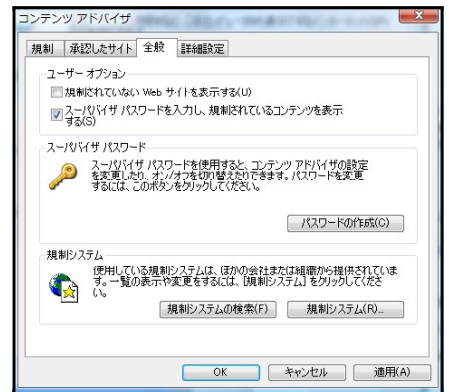 コンテンツ アドバイザ
規制
承認したサイト
全般
詳細設定
ユーザー オプション
規制されていない Web サイトを表示する(U)
スーパバイザ パスワードを入力し、規制されているコンテンツを表示
する(S)
スーパバイザ パスワード
スーパバイザ パスワードを使用すると、コンテンツ アドバイザの設定
を変更したり、オン/オフを切り替えたりできます。パスワードを変更
するには、このボタンをクリックしてください。
パスワードの作成(C)
規制システム
使用している規制システムは、ほかの会社または組織から提供されていま
す。一覧の表示や変更をするには、[規制システム] をクリックしてくださ
い。
規制システムの検索(F)
規制システム(R)...
OK
キャンセル
適用(A)